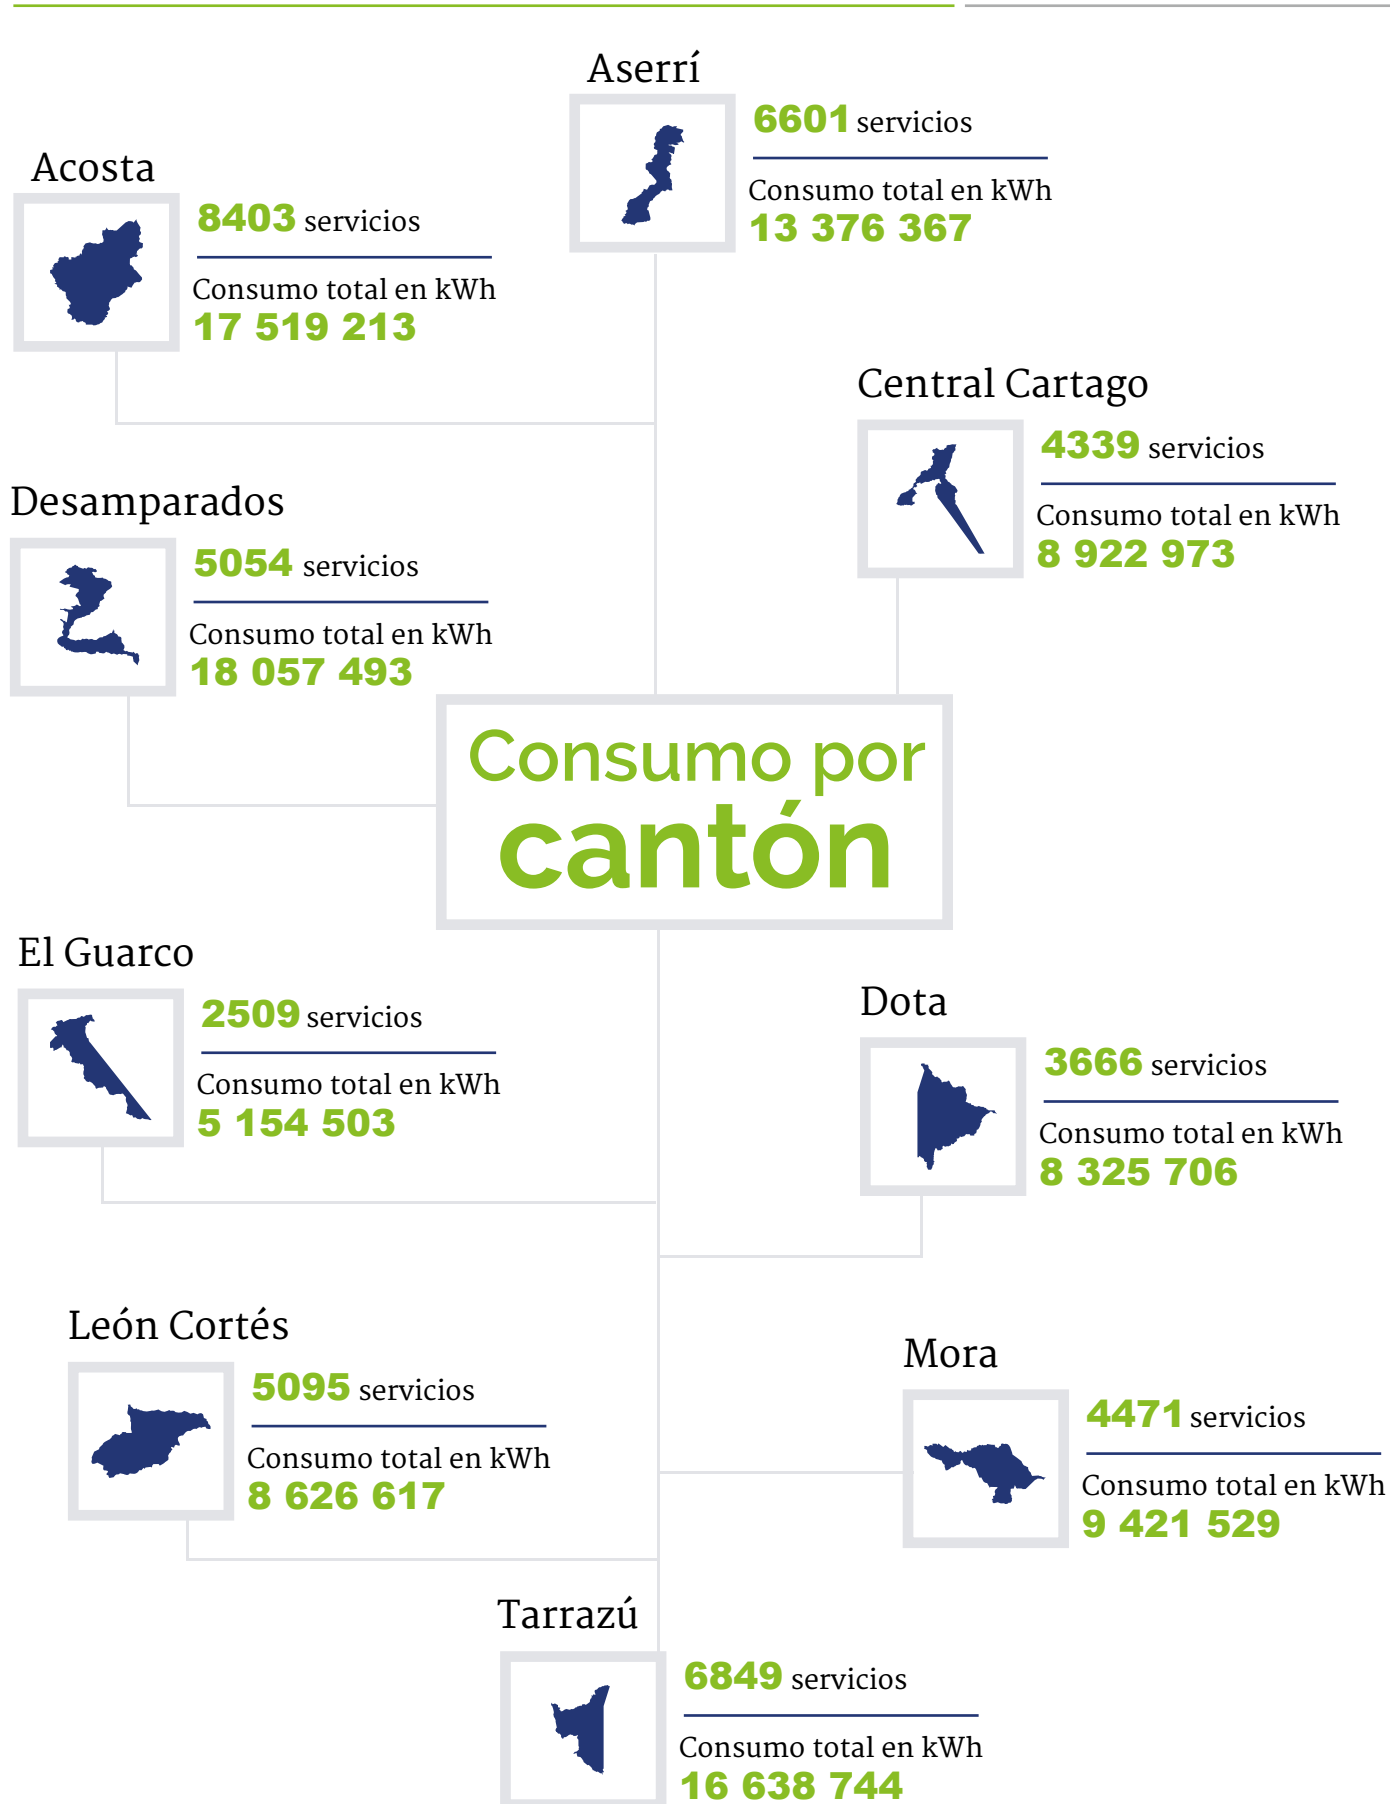 Aserrí
6601 servicios
Consumo total en kWh
13 376 367
Acosta
8403 servicios
Consumo total en kWh
17 519 213
Central Cartago
4339 servicios
Consumo total en kWh
8 922 973
Desamparados
5054 servicios
Consumo total en kWh
18 057 493
Consumo por
cantón
El Guarco
2509 servicios
Consumo total en kWh
5 154 503
Dota
3666 servicios
Consumo total en kWh
8 325 706
León Cortés
5095 servicios
Consumo total en kWh
8 626 617
Mora
4471 servicios
Consumo total en kWh
9 421 529
Tarrazú
6849 servicios
Consumo total en kWh
16 638 744